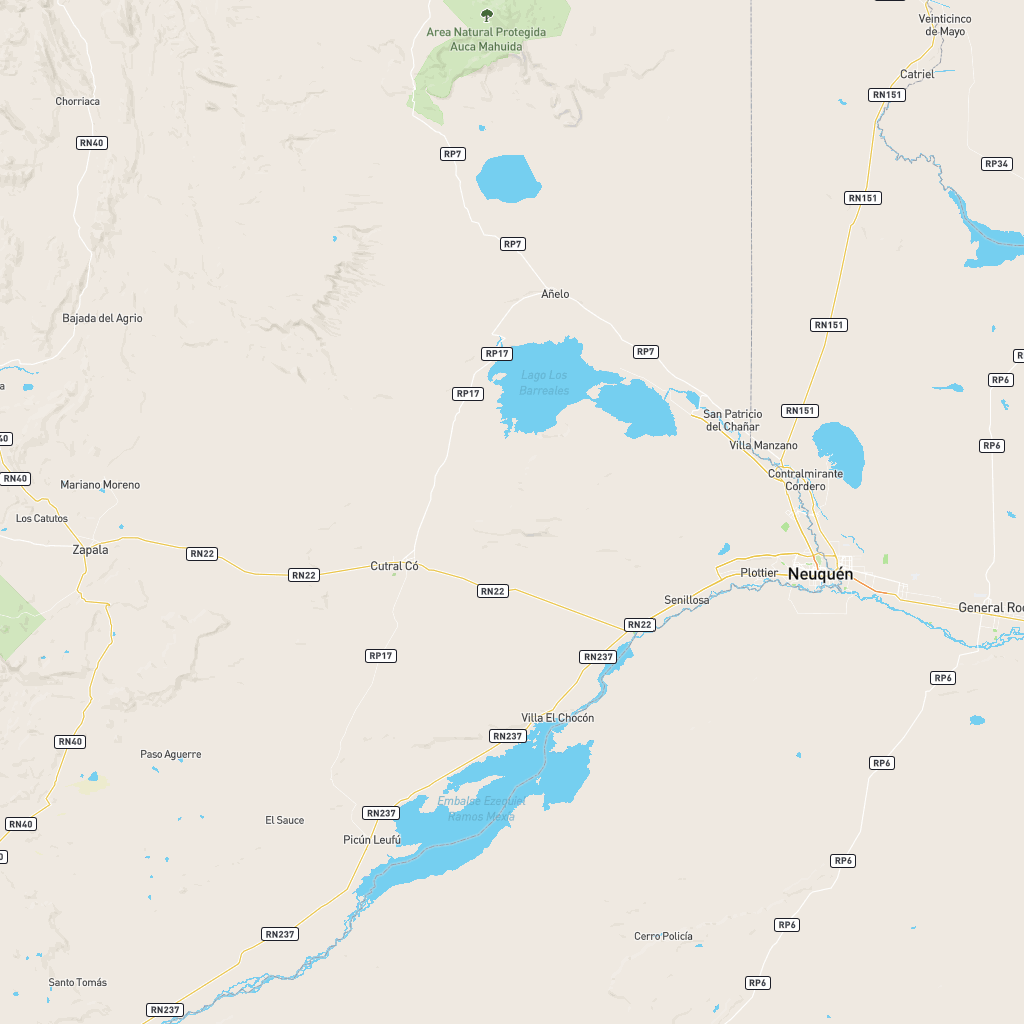 Area Natural Protegida
Auca Mahuida
Veinticinco
de Mayo
Catriel
RN151
Chorriaca
RN40
RP7
RP34
RN151
RP7
Añelo
Bajada del Agrio
RN151
RP17
RP7
Lago Los
Barreales
RP6
RP17
RN151
San Patricio
del Chañar
Villa Manzano
RP6
Contralmirante
Cordero
RN40
Mariano Moreno
Los Catutos
Zapala
RN22
Cutral Có
RN22
RN22
Plottier
Neuquén
Senillosa
General Roc
RN22
RP17
RN237
RP6
Villa El Chocón
RN237
RN40
Paso Aguerre
RP6
Embalse Ezequiel
Ramos Mexía
RN237
El Sauce
RN40
Picún Leufú
RP6
RP6
RN237
Cerro Policía
Santo Tomás
RP6
RN237